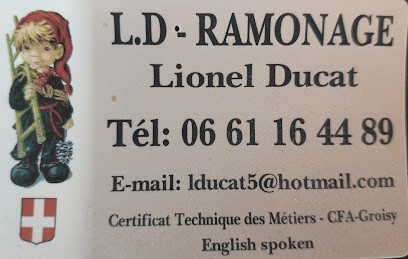 L.D - RAMONAGE
Lionel Ducat
Tél: 06 61 16 44 89
E-mail: lducat5@hotmail.com
Certificat Technique des Métiers - CFA-Groisy
English spoken